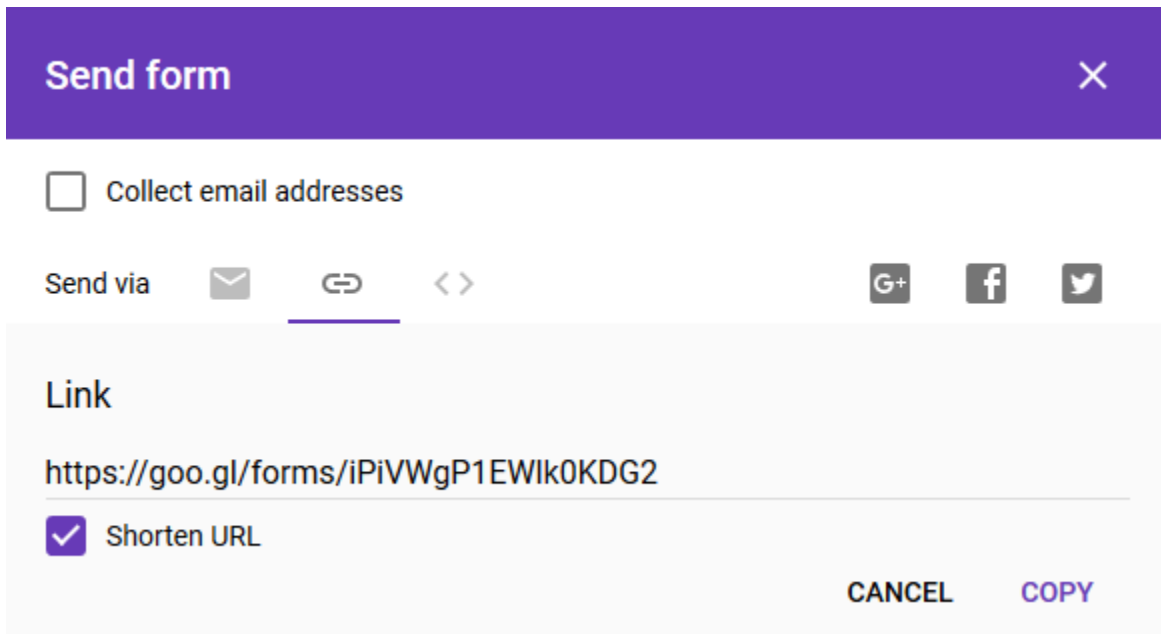 Send form
Collect email addresses
Send via
G+
Link
https://goo.gl/forms/iPiVWgP1EWlk0KDG2
Shorten URL
CANCEL COPY